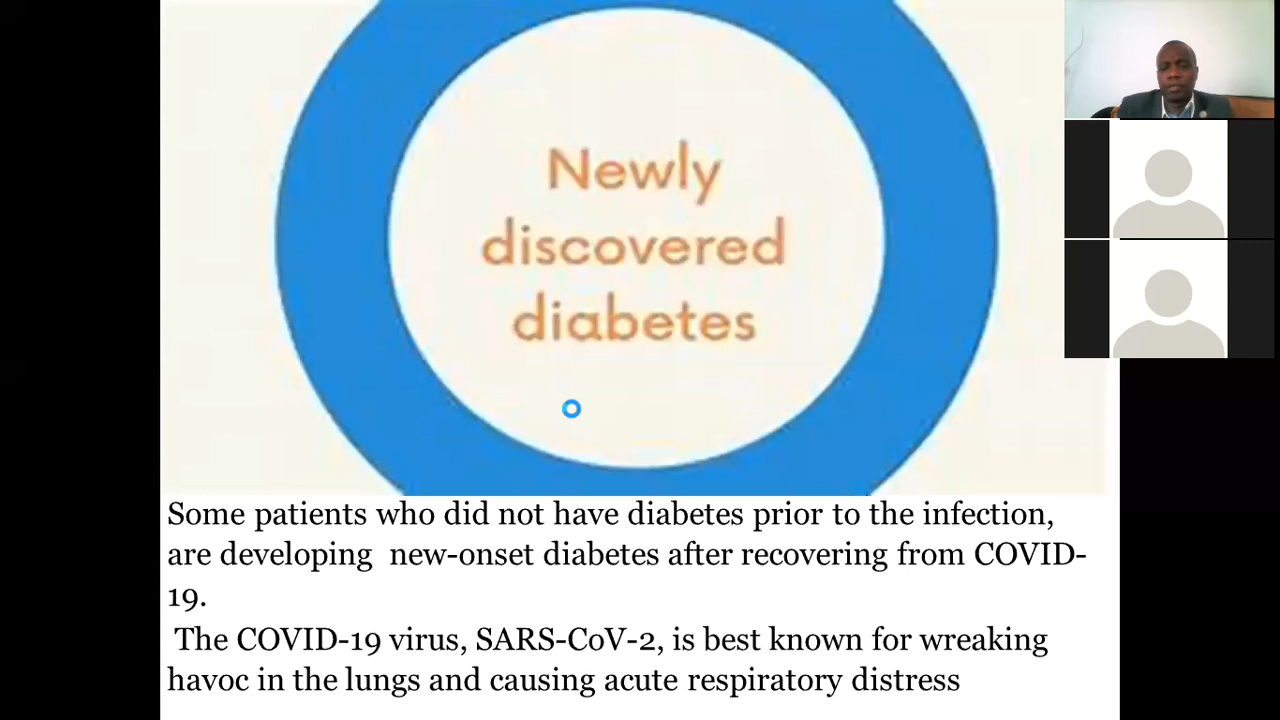 Newly
discovered
diabetes
Some patients who did not have diabetes prior to the infection,
are developing  new-onset diabetes after recovering from COVID-
19.
The COVID-19 virus, SARS-CoV-2, is best known for wreaking
havoc in the lungs and causing acute respiratory distress